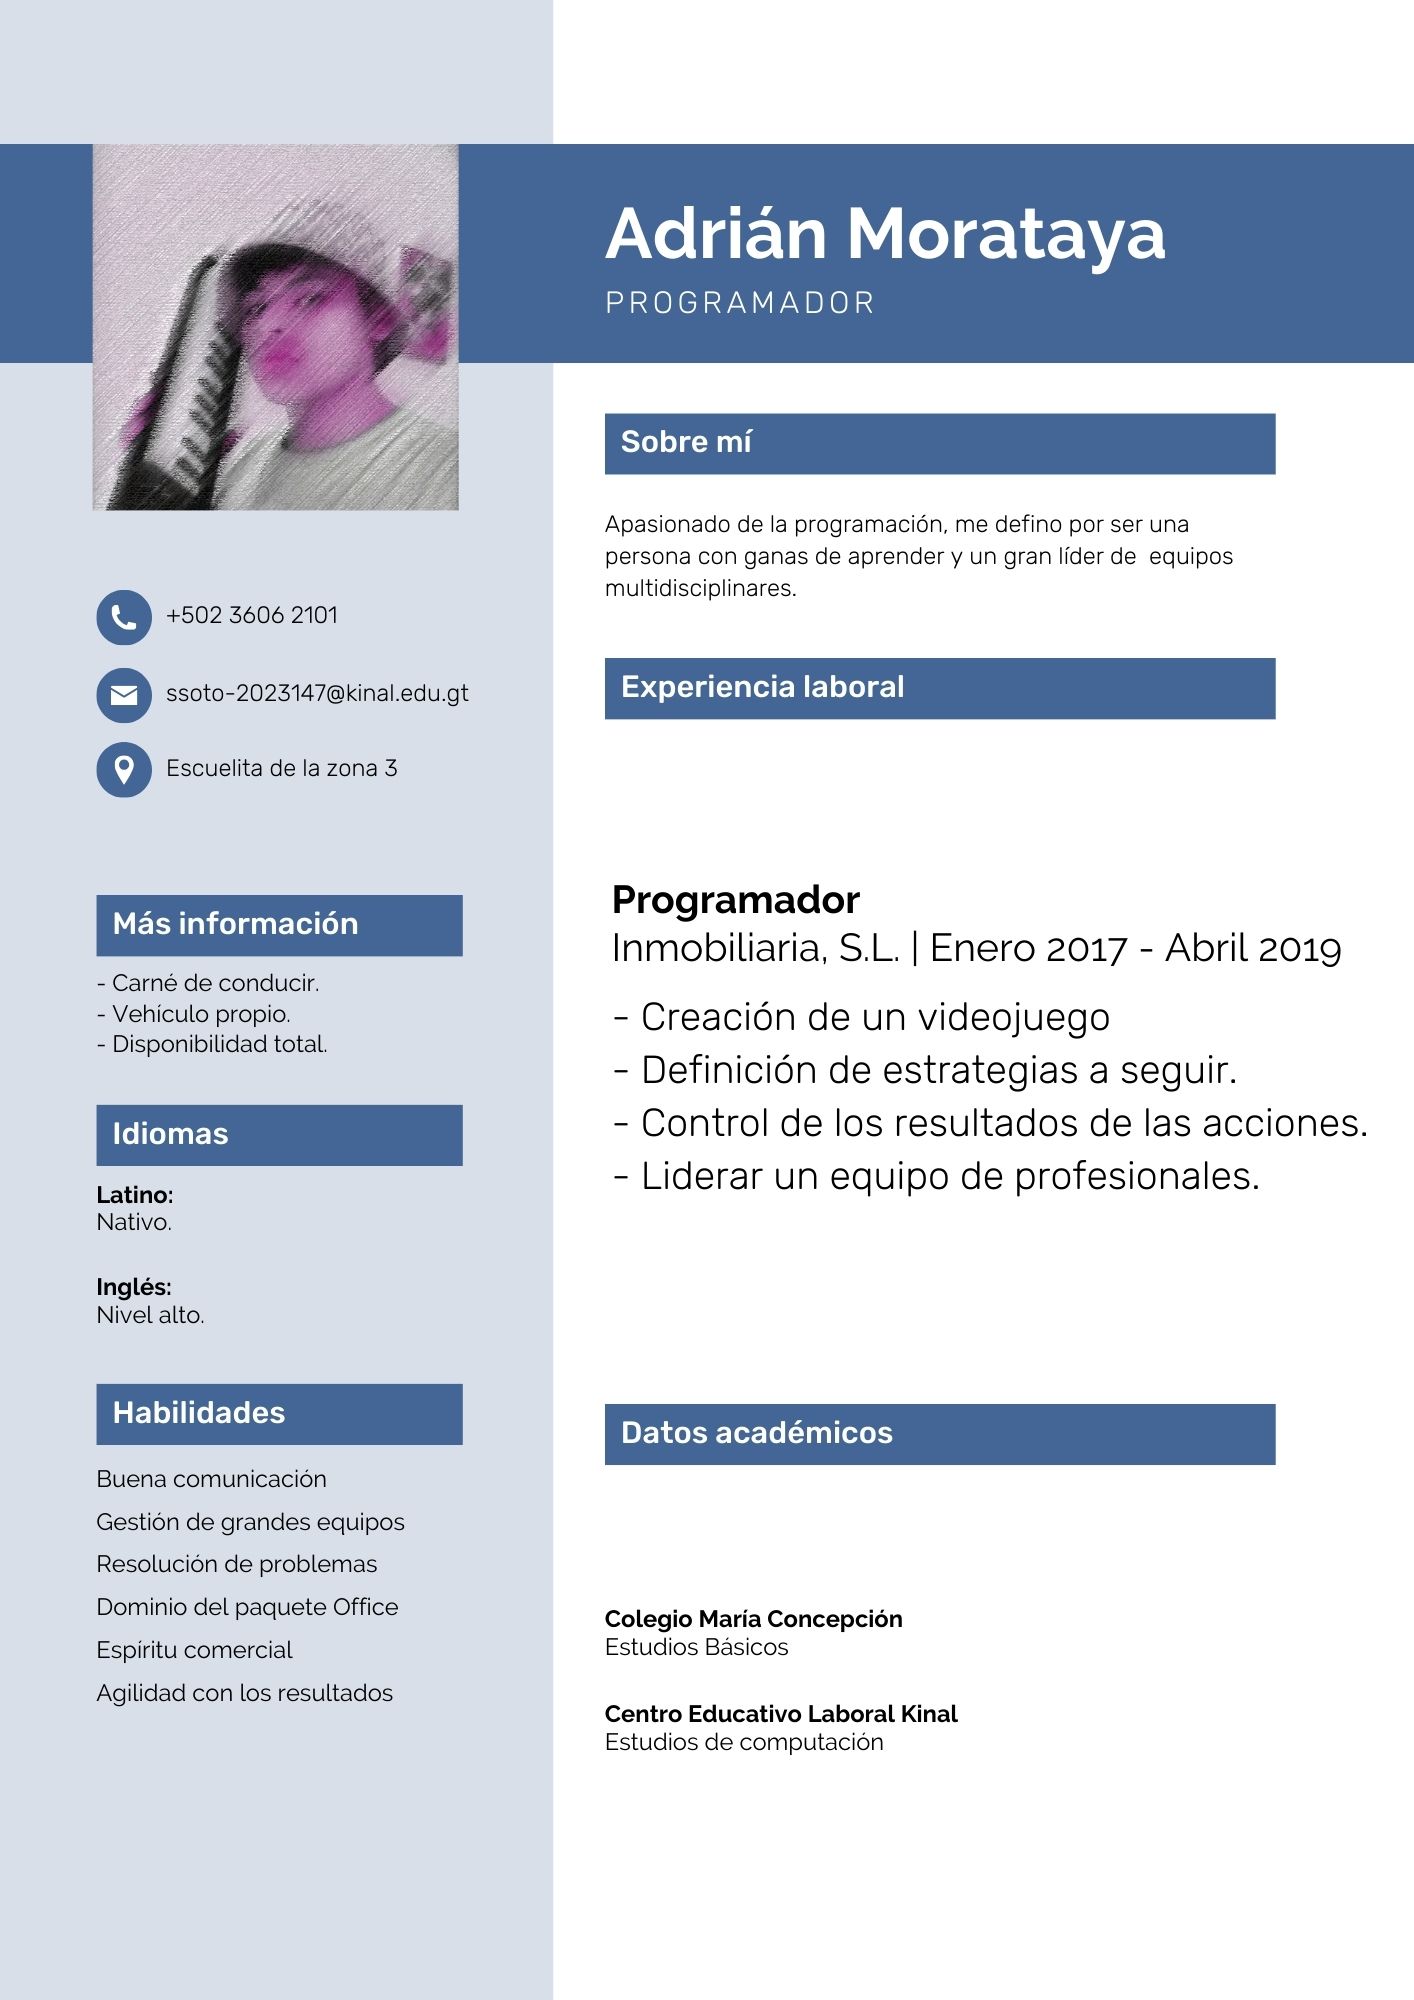 Adrián Morataya
PROGRAMADOR
+502 3606 2101
ssoto-2023147@kinal.edu.gt
Escuelita de la zona 3
Más información
- Carné de conducir.
- Vehículo propio.
- Disponibilidad total.
Idiomas
Latino:
Nativo.
Inglés:
Nivel alto.
Habilidades
Buena comunicación
Gestión de grandes equipos
Resolución de problemas
Dominio del paquete Office
Espíritu comercial
Agilidad con los resultados
Sobre mí
Apasionado de la programación, me defino por ser una
persona con ganas de aprender y un gran líder de  equipos
multidisciplinares.
Experiencia laboral
Programador
Inmobiliaria, S.L. | Enero 2017 - Abril 2019
- Creación de un videojuego
- Definición de estrategias a seguir.
- Control de los resultados de las acciones.
- Liderar un equipo de profesionales.
Datos académicos
Colegio María Concepción
Estudios Básicos
Centro Educativo Laboral Kinal
Estudios de computación